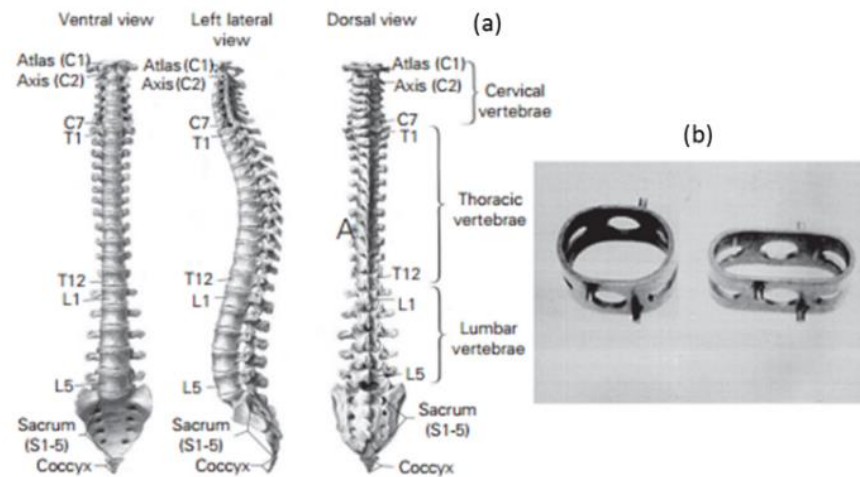 Ventral view
Atlas (C1)
Axis (C2)
C7
T1
T12
L1
L5
Sacrum
(S1-5)
Coccyx
Left lateral
view
Atlas (C1)
Axis (C2)
C7
T1
T12
L1
L5
Sacrum
(S1-5)
Coccyx
Dorsal view
(a)
Atlas (C1)
Axis (C2)
Cervical
vertebrae
C7
T1
Thoracic
vertebrae
A
T12
L1
Lumbar
vertebrae
L5
Sacrum
(S1-5)
Coccyx
(b)